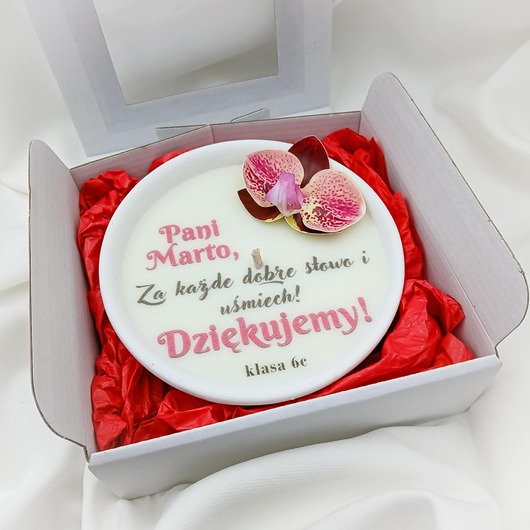 Pani
Marto,
Za każde dobre słowo i
uśmiech!
Dziękujemy!
klasa 6c